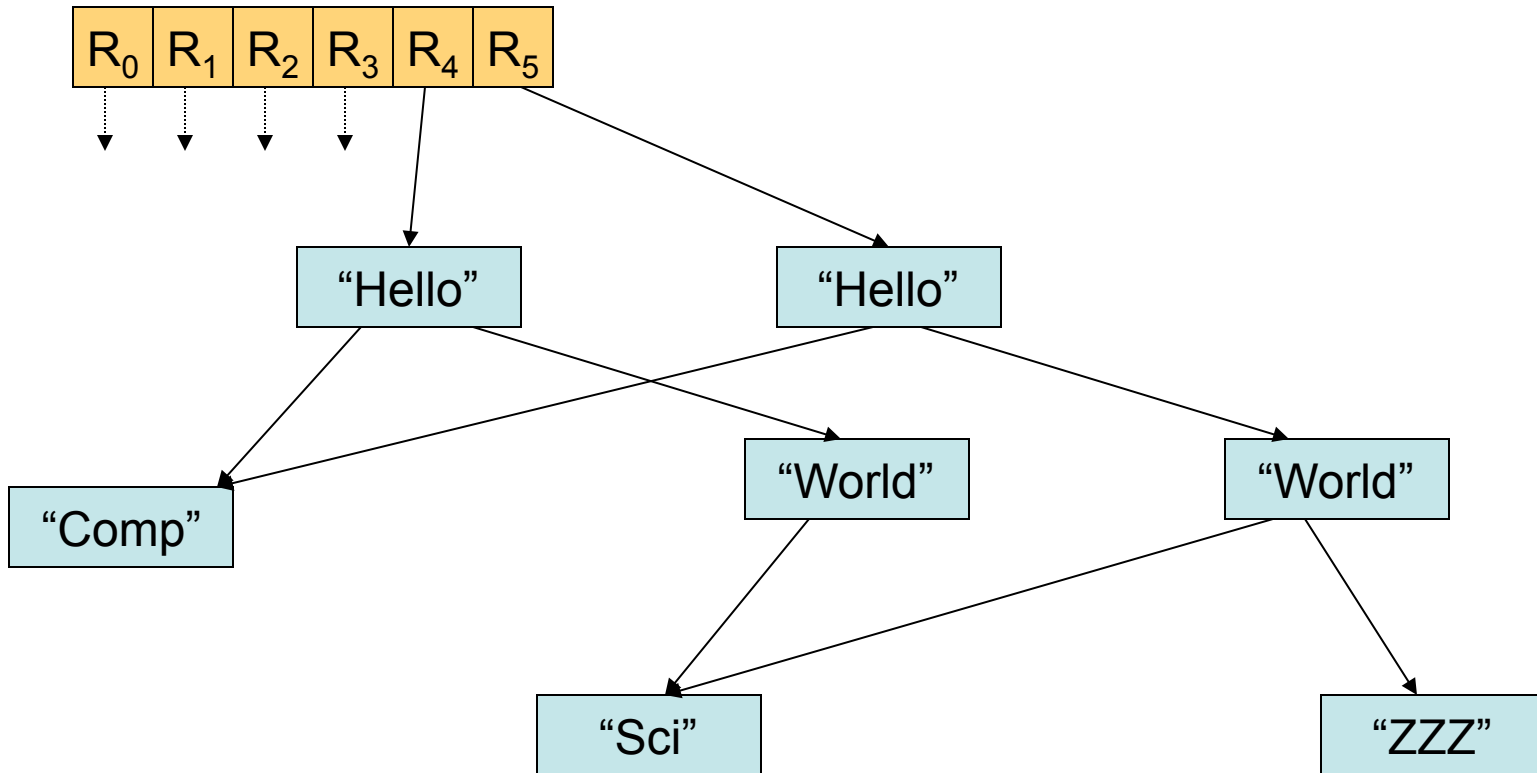 R₀ R₁ R₂ R₃ R₄ R₅
“Hello” “Hello”
“World” “World”
“Comp”
“Sci” “ZZZ”